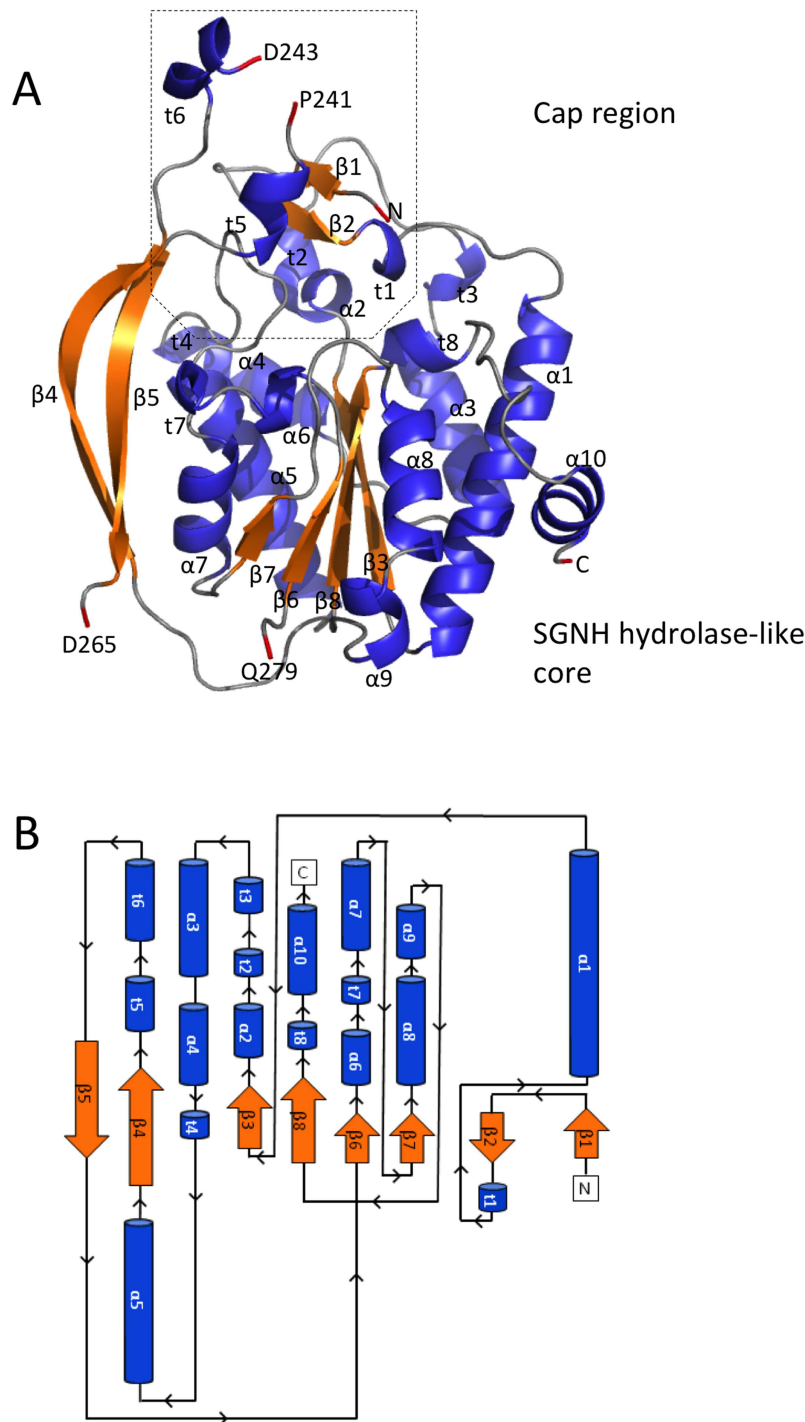 D243
A
P241
t6
Cap region
β1
N
t5
β2
t2
t1
t3
α2
t8
t4
α4
α1
β4
β5
α3
t7
α6
α8
α10
α5
α7
β3
C
β7
β6
β8
D265
SGNH hydrolase-like
core
Q279
α9
B
t6
α3
t3
C
α7
α9
α1
t5
α4
t2
α10
t7
α8
α2
t8
α6
β5
β4
t4
β3
β8
β6
β7
β2
β1
t1
N
α5